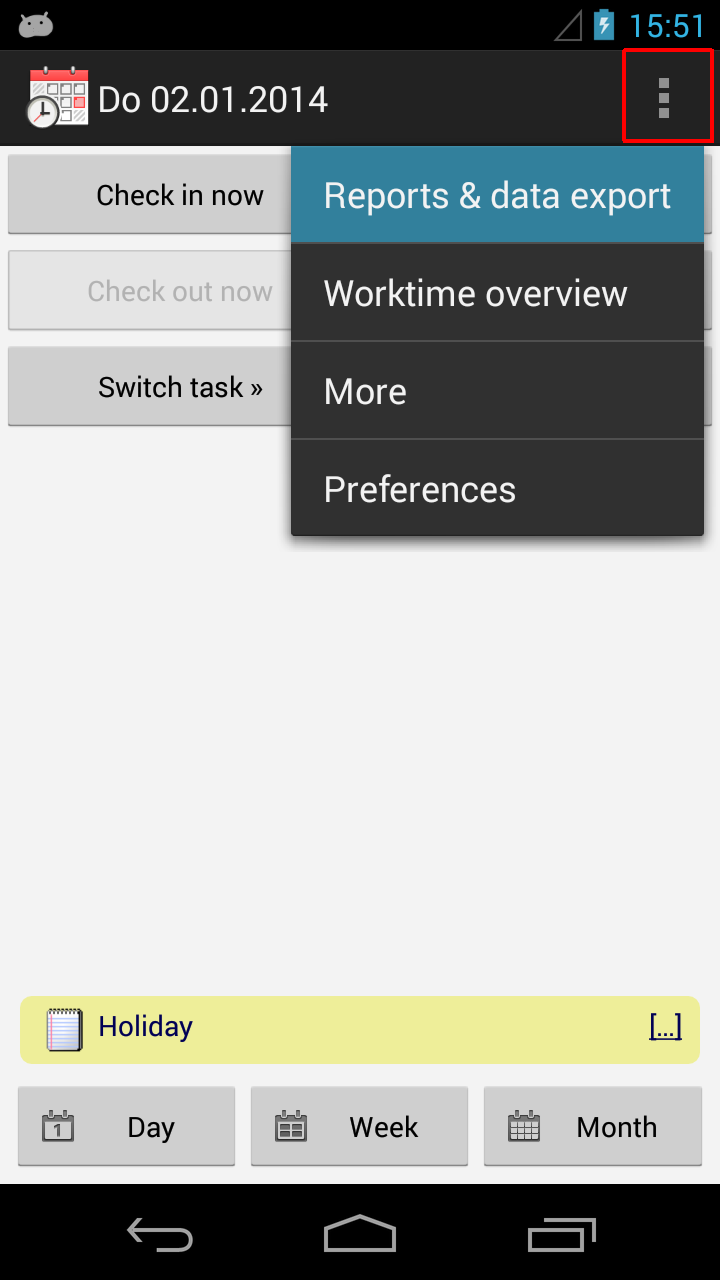 15:51
Do 02.01.2014
Check in now
Reports & data export
Check out now
Worktime overview
Switch task »
More
Preferences
Holiday
[...]
1
Day
Week
Month